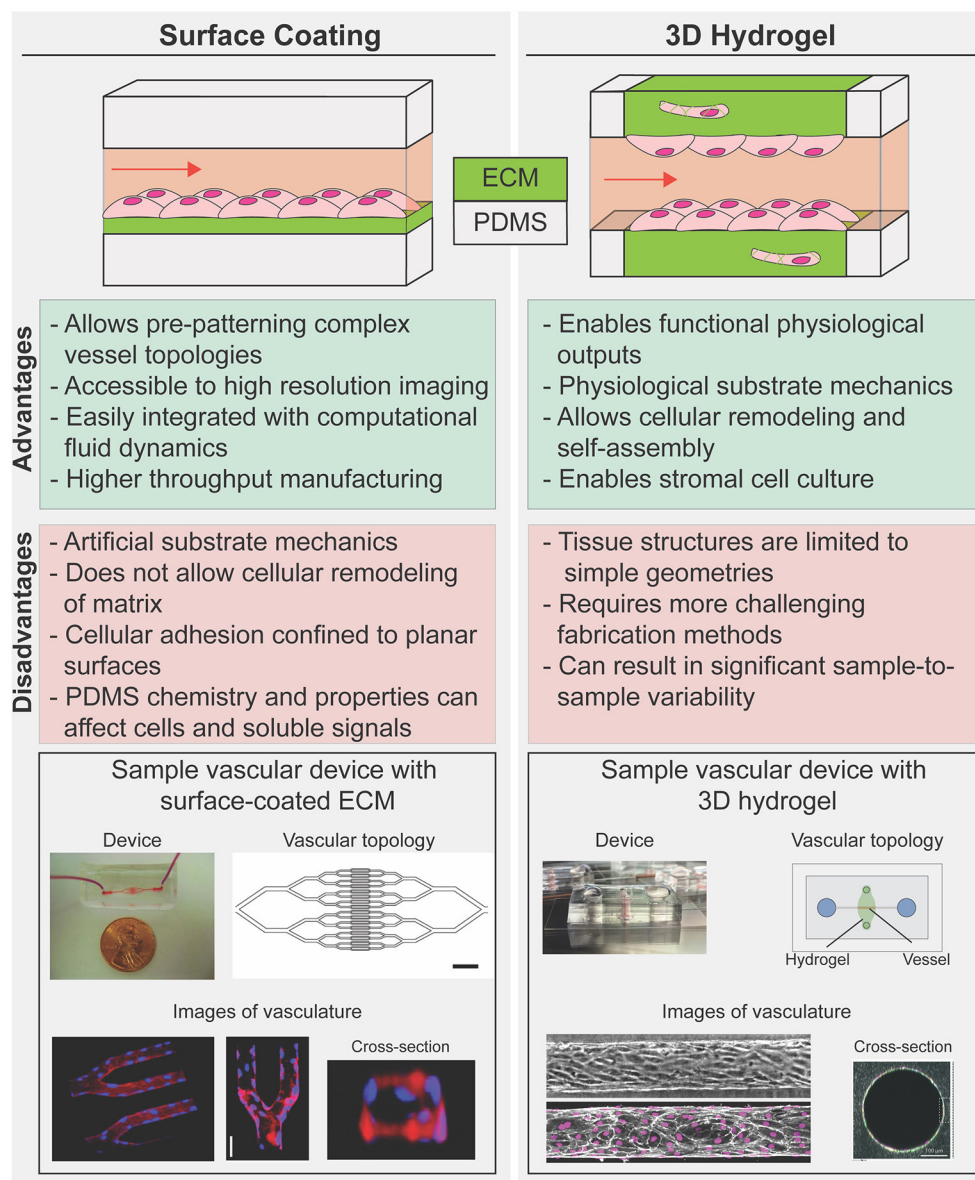 Surface Coating
3D Hydrogel
ECM
PDMS
Advantages
- Allows pre-patterning complex
vessel topologies
- Accessible to high resolution imaging
- Easily integrated with computational
fluid dynamics
- Higher throughput manufacturing
- Enables functional physiological
outputs
- Physiological substrate mechanics
- Allows cellular remodeling and
self-assembly
- Enables stromal cell culture
Disadvantages
- Artificial substrate mechanics
- Does not allow cellular remodeling
of matrix
- Cellular adhesion confined to planar
surfaces
- PDMS chemistry and properties can
affect cells and soluble signals
- Tissue structures are limited to
simple geometries
- Requires more challenging
fabrication methods
- Can result in significant sample-to-
sample variability
Sample vascular device with
surface-coated ECM
Device
Vascular topology
Images of vasculature
Cross-section
Sample vascular device with
3D hydrogel
Device
Vascular topology
Hydrogel
Vessel
Images of vasculature
Cross-section
100 µm